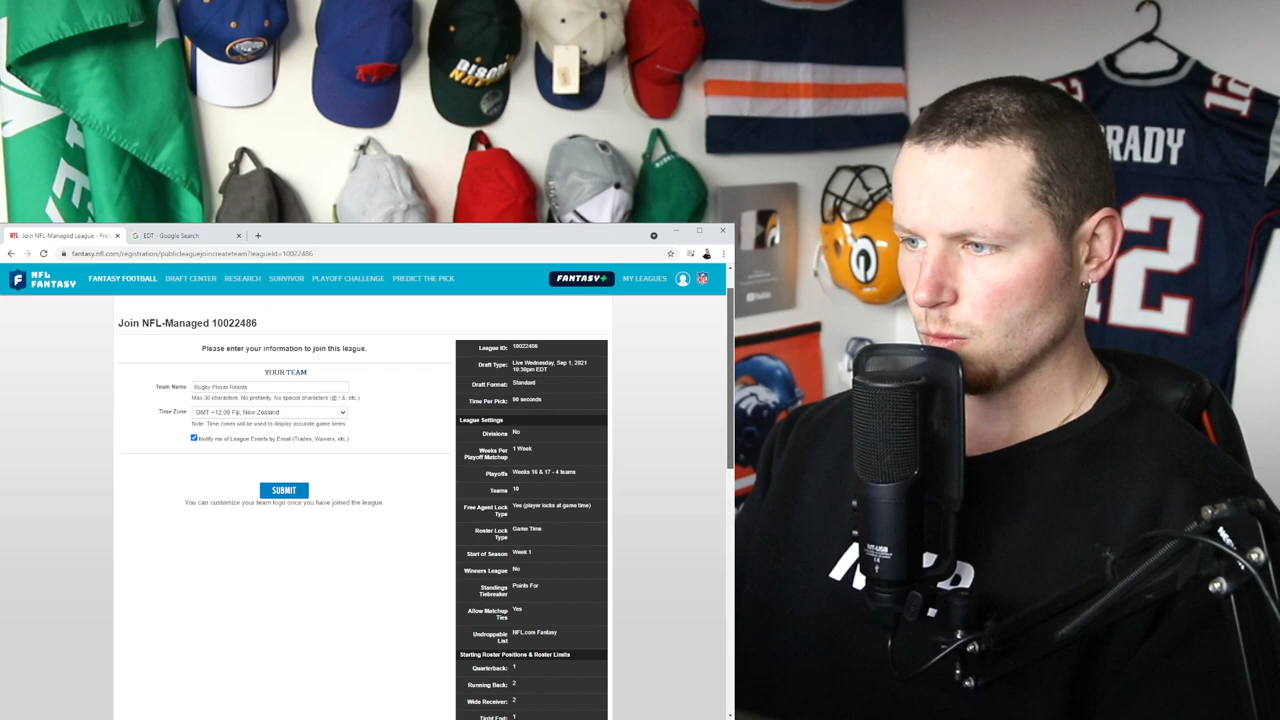 BISON
NATION
BRADY
12
12
Join NFL-Managed League - Fre
EDT - Google Search
fantasy.nfl.com/registration/publicleaguejoincreateteam?leagueId=10022486
NFL
FANTASY
FANTASY FOOTBALL
DRAFT CENTER
RESEARCH
SURVIVOR
PLAYOFF CHALLENGE
PREDICT THE PICK
FANTASY+
MY LEAGUES
Join NFL-Managed 10022486
Please enter your information to join this league.
YOUR TEAM
Team Name Rugby Player Reacts
Max 30 characters. No profanity. No special characters (@,!,&, etc.)
Time Zone GMT +12:00 Fiji, New Zealand
Note: Time zones will be used to display accurate game times
Notify me of League Events by Email (Trades, Waivers, etc.)
SUBMIT
You can customize your team logo once you have joined the league.
League ID: 10022486
Draft Type: Live Wednesday, Sep 1, 2021
10:30pm EDT
Draft Format: Standard
Time Per Pick: 90 seconds
League Settings
Divisions No
Weeks Per
Playoff Matchup 1 Week
Playoffs Weeks 16 & 17 - 4 teams
Teams 10
Free Agent Lock
Type Yes (player locks at game time)
Roster Lock
Type Game Time
Start of Season Week 1
Winners League No
Standings
Tiebreaker Points For
Allow Matchup
Ties Yes
Undroppable
List NFL.com Fantasy
Starting Roster Positions & Roster Limits
Quarterback: 1
Running Back: 2
Wide Receiver: 2
Tight End: 1
NT-USB